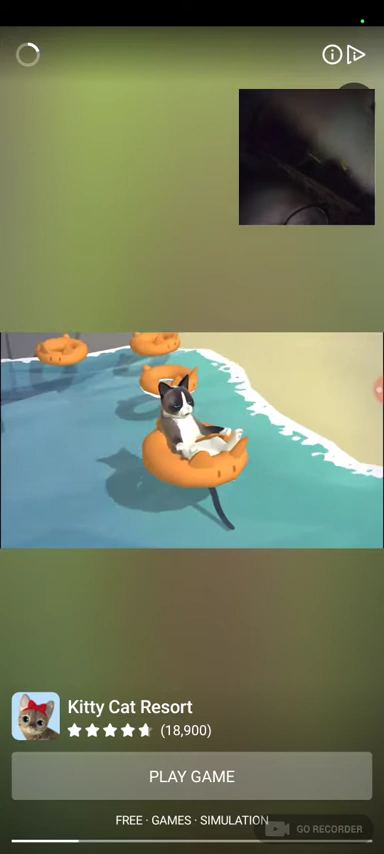 Kitty Cat Resort
(18,900)
PLAY GAME
FREE · GAMES · SIMULATION
GO RECORDER